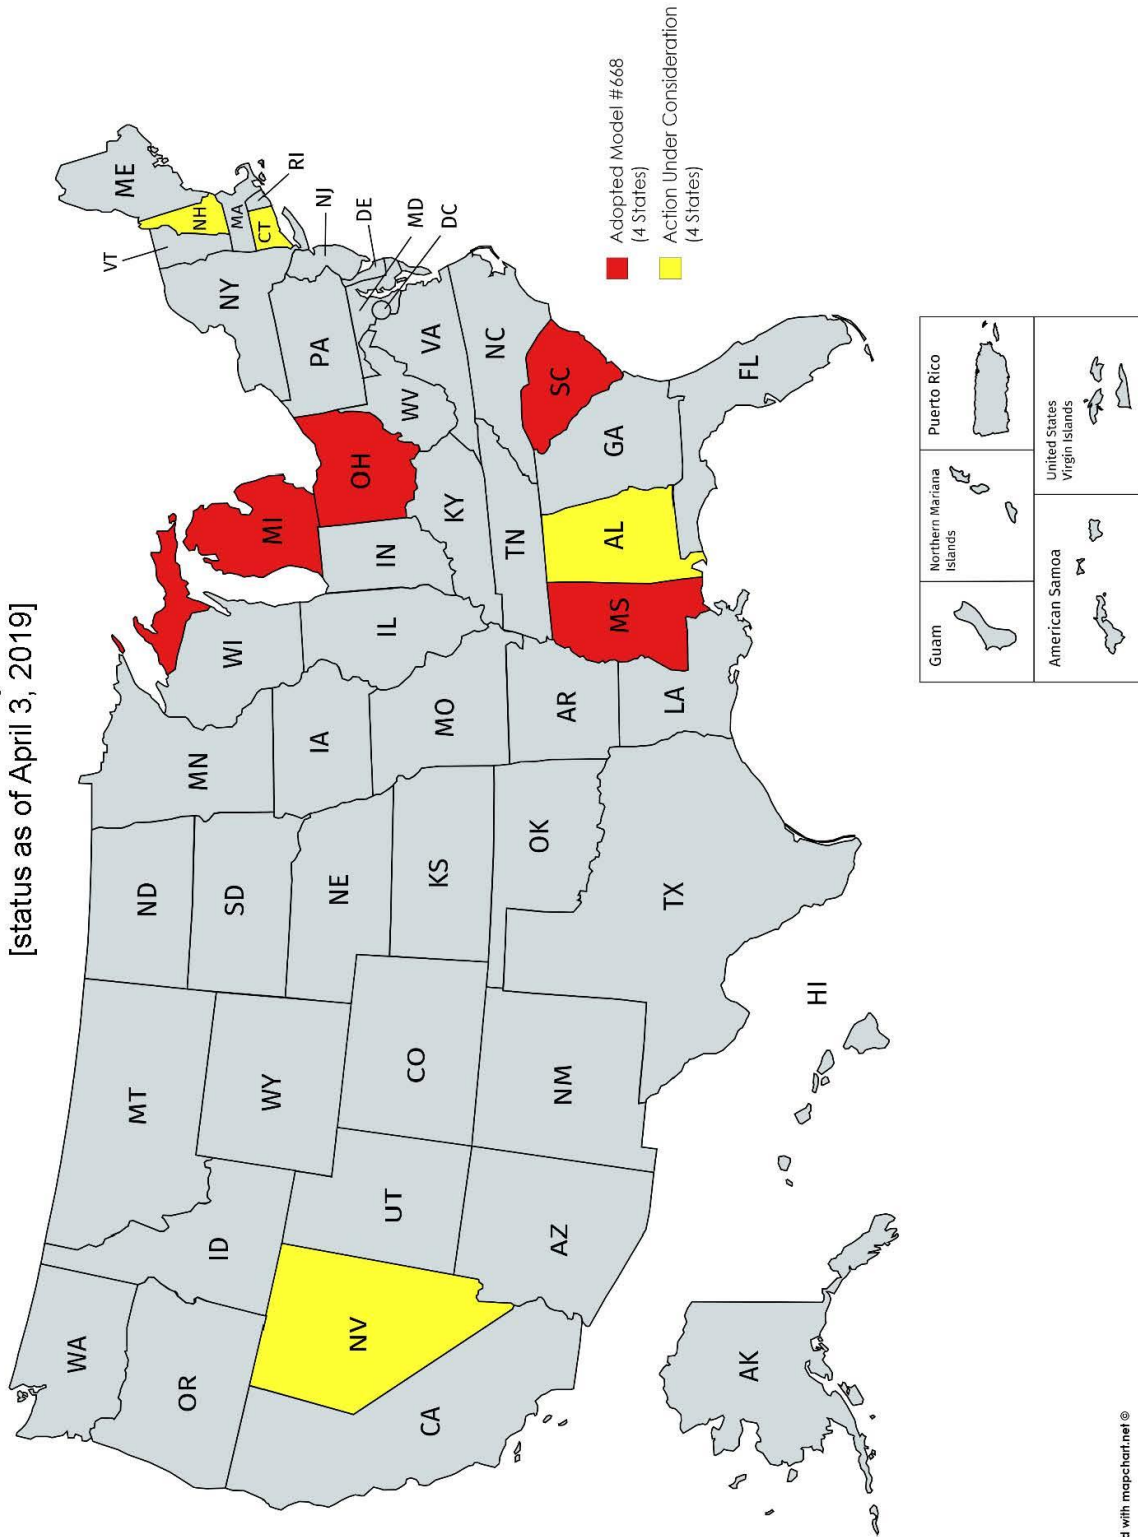 [status as of April 3, 2019]
WA
OR
CA
NV
ID
MT
WY
UT
AZ
CO
NM
ND
SD
NE
KS
OK
TX
MN
IA
MO
AR
LA
WI
IL
MI
IN
OH
KY
TN
MS
AL
GA
FL
SC
NC
VA
WV
PA
NY
VT
NH
ME
MA
CT
RI
NJ
DE
MD
DC
AK
HI
Adopted Model #668
(4 States)
Action Under Consideration
(4 States)
Guam
Northern Mariana
Islands
Puerto Rico
American Samoa
United States
Virgin Islands
d with mapchart.net ©